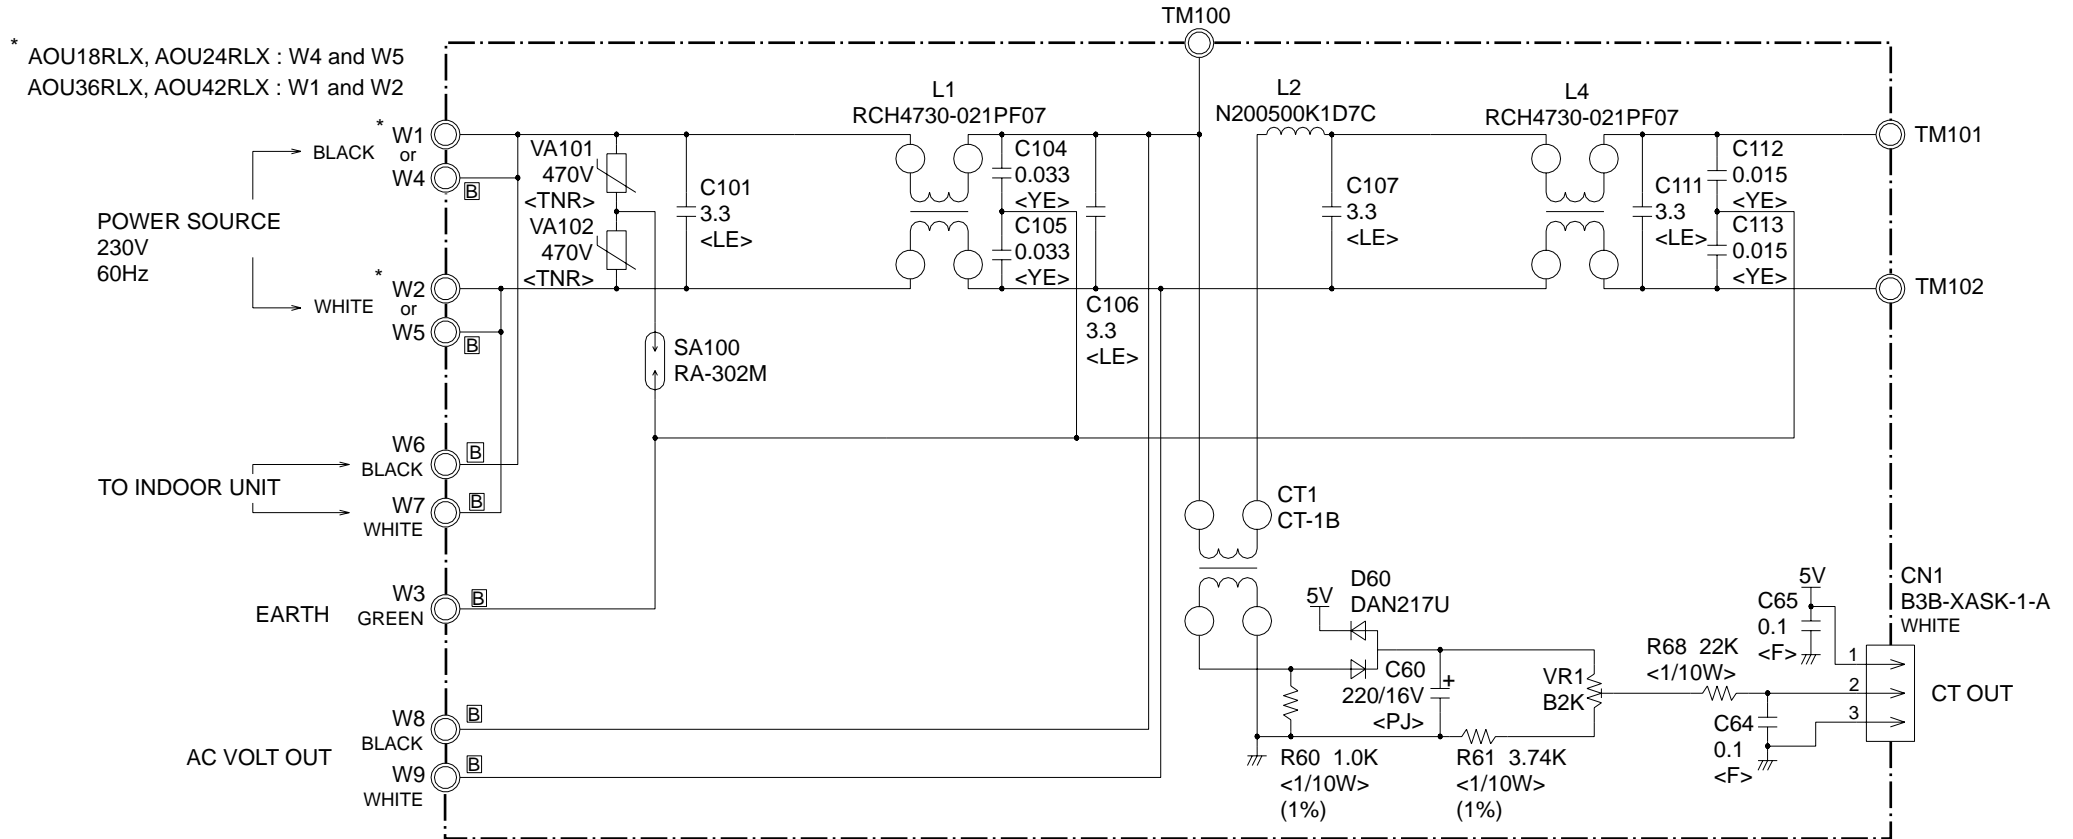 TM100
* AOU18RLX, AOU24RLX : W4 and W5
AOU36RLX, AOU42RLX : W1 and W2
L1
RCH4730-021PF07
L2
N200500K1D7C
L4
RCH4730-021PF07
POWER SOURCE
230V
60Hz
BLACK
* W1
or
W4
B
WHITE
* W2
or
W5
B
VA101
470V
<TNR>
VA102
470V
<TNR>
C101
3.3
<LE>
C104
0.033
<YE>
C105
0.033
<YE>
C106
3.3
<LE>
C107
3.3
<LE>
C111
3.3
<LE>
C112
0.015
<YE>
C113
0.015
<YE>
TM101
TM102
SA100
RA-302M
TO INDOOR UNIT
W6
BLACK
B
W7
WHITE
B
EARTH
W3
GREEN
B
AC VOLT OUT
W8
BLACK
B
W9
WHITE
B
CT1
CT-1B
5V
D60
DAN217U
C60
220/16V
+
<PJ>
R60 1.0K
<1/10W>
(1%)
R61 3.74K
<1/10W>
(1%)
VR1
B2K
R68 22K
<1/10W>
5V
C65
0.1
<F>
C64
0.1
<F>
CN1
B3B-XASK-1-A
WHITE
1
2
3
CT OUT